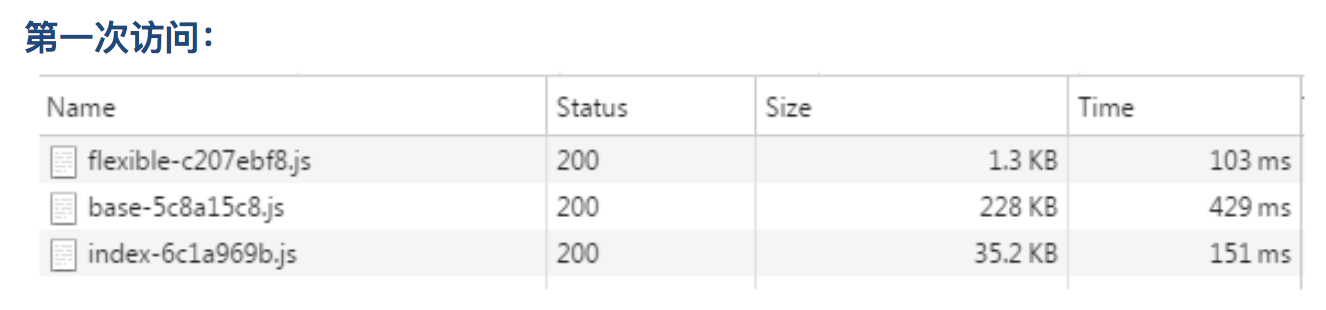 第一次访问：
Name Status Size Time
flexible-c207ebf8.js 200 1.3 KB 103 ms
base-5c8a15c8.js 200 228 KB 429 ms
index-6c1a969b.js 200 35.2 KB 151 ms